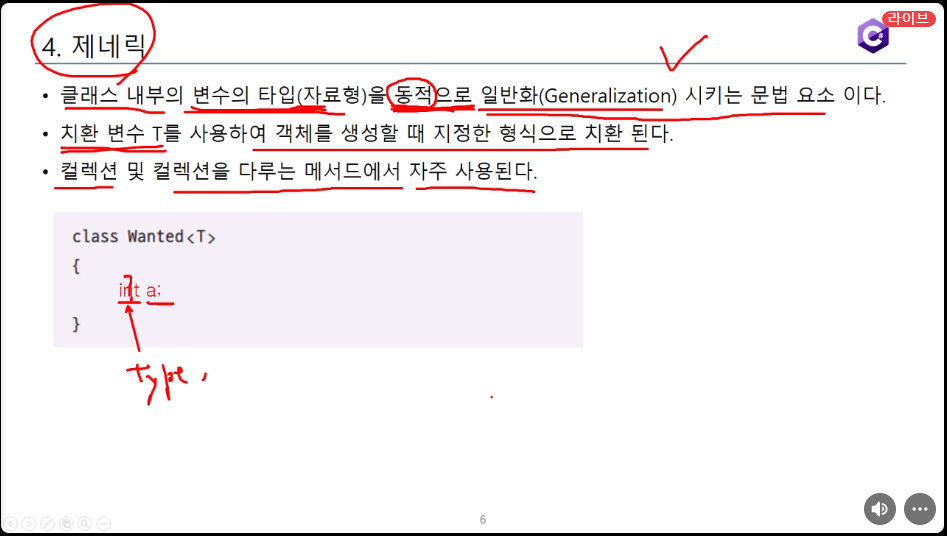 라이브
C#
4. 제네릭
• 클래스 내부의 변수의 타입(자료형)을 동적으로 일반화(Generalization) 시키는 문법 요소 이다.
• 치환 변수 T를 사용하여 객체를 생성할 때 지정한 형식으로 치환 된다.
• 컬렉션 및 컬렉션을 다루는 메서드에서 자주 사용된다.
class Wanted<T>
{
int a;
}
Type,
6